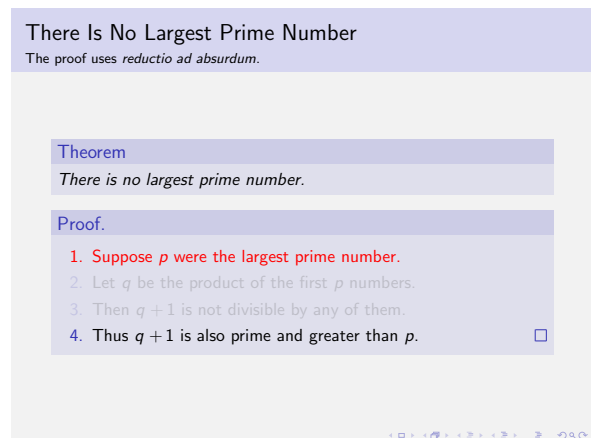 There Is No Largest Prime Number
The proof uses reductio ad absurdum.
Theorem
There is no largest prime number.
Proof.
1. Suppose p were the largest prime number.
2. Let q be the product of the first p numbers.
3. Then q + 1 is not divisible by any of them.
4. Thus q + 1 is also prime and greater than p. □